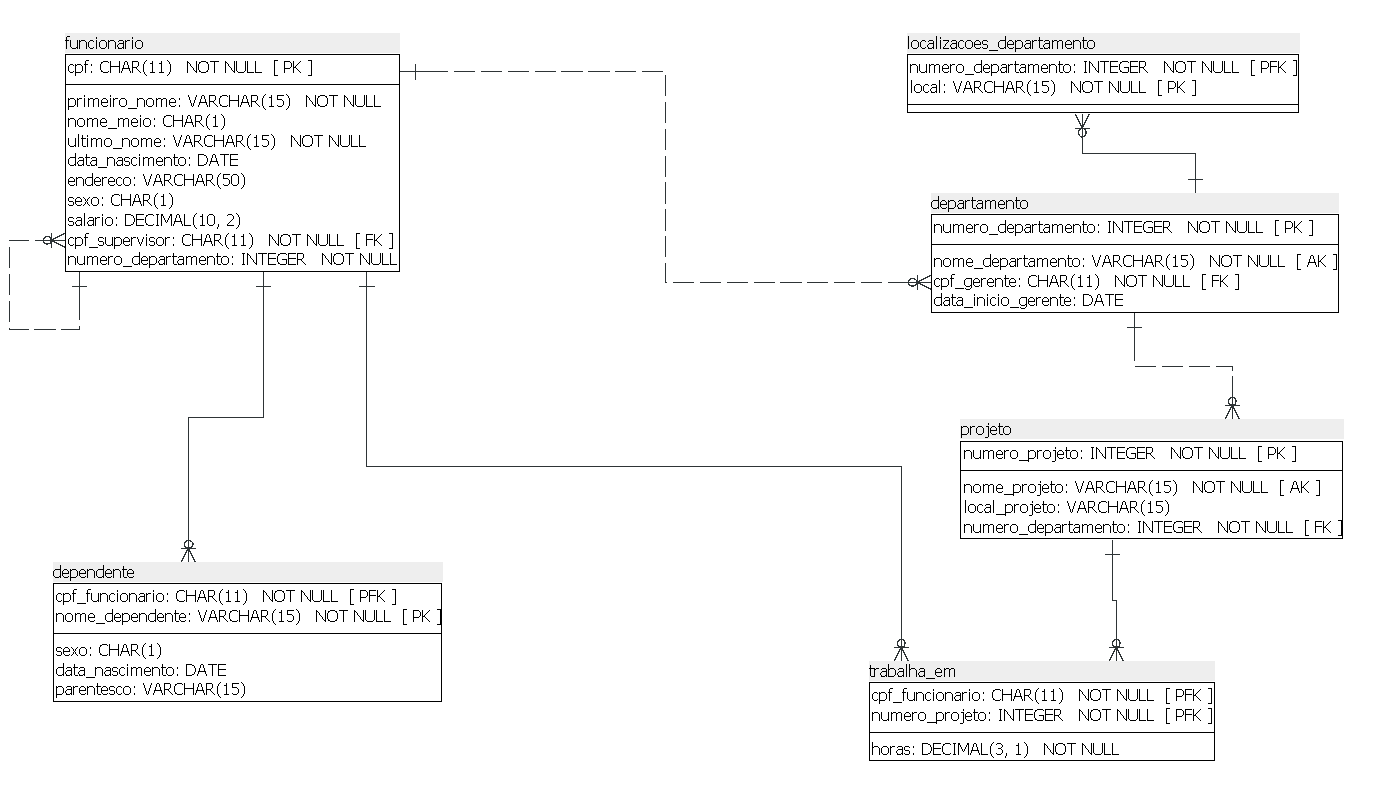 funcionario
cpf: CHAR(11) NOT NULL [ PK ]
primeiro_nome: VARCHAR(15) NOT NULL
nome_meio: CHAR(1)
ultimo_nome: VARCHAR(15) NOT NULL
data_nascimento: DATE
endereco: VARCHAR(50)
sexo: CHAR(1)
salario: DECIMAL(10, 2)
cpf_supervisor: CHAR(11) NOT NULL [ FK ]
numero_departamento: INTEGER NOT NULL
localizacoes_departamento
numero_departamento: INTEGER NOT NULL [ PFK ]
local: VARCHAR(15) NOT NULL [ PK ]
departamento
numero_departamento: INTEGER NOT NULL [ PK ]
nome_departamento: VARCHAR(15) NOT NULL [ AK ]
cpf_gerente: CHAR(11) NOT NULL [ FK ]
data_inicio_gerente: DATE
projeto
numero_projeto: INTEGER NOT NULL [ PK ]
nome_projeto: VARCHAR(15) NOT NULL [ AK ]
local_projeto: VARCHAR(15)
numero_departamento: INTEGER NOT NULL [ FK ]
dependente
cpf_funcionario: CHAR(11) NOT NULL [ PFK ]
nome_dependente: VARCHAR(15) NOT NULL [ PK ]
sexo: CHAR(1)
data_nascimento: DATE
parentesco: VARCHAR(15)
trabalha_em
cpf_funcionario: CHAR(11) NOT NULL [ PFK ]
numero_projeto: INTEGER NOT NULL [ PFK ]
horas: DECIMAL(3, 1) NOT NULL